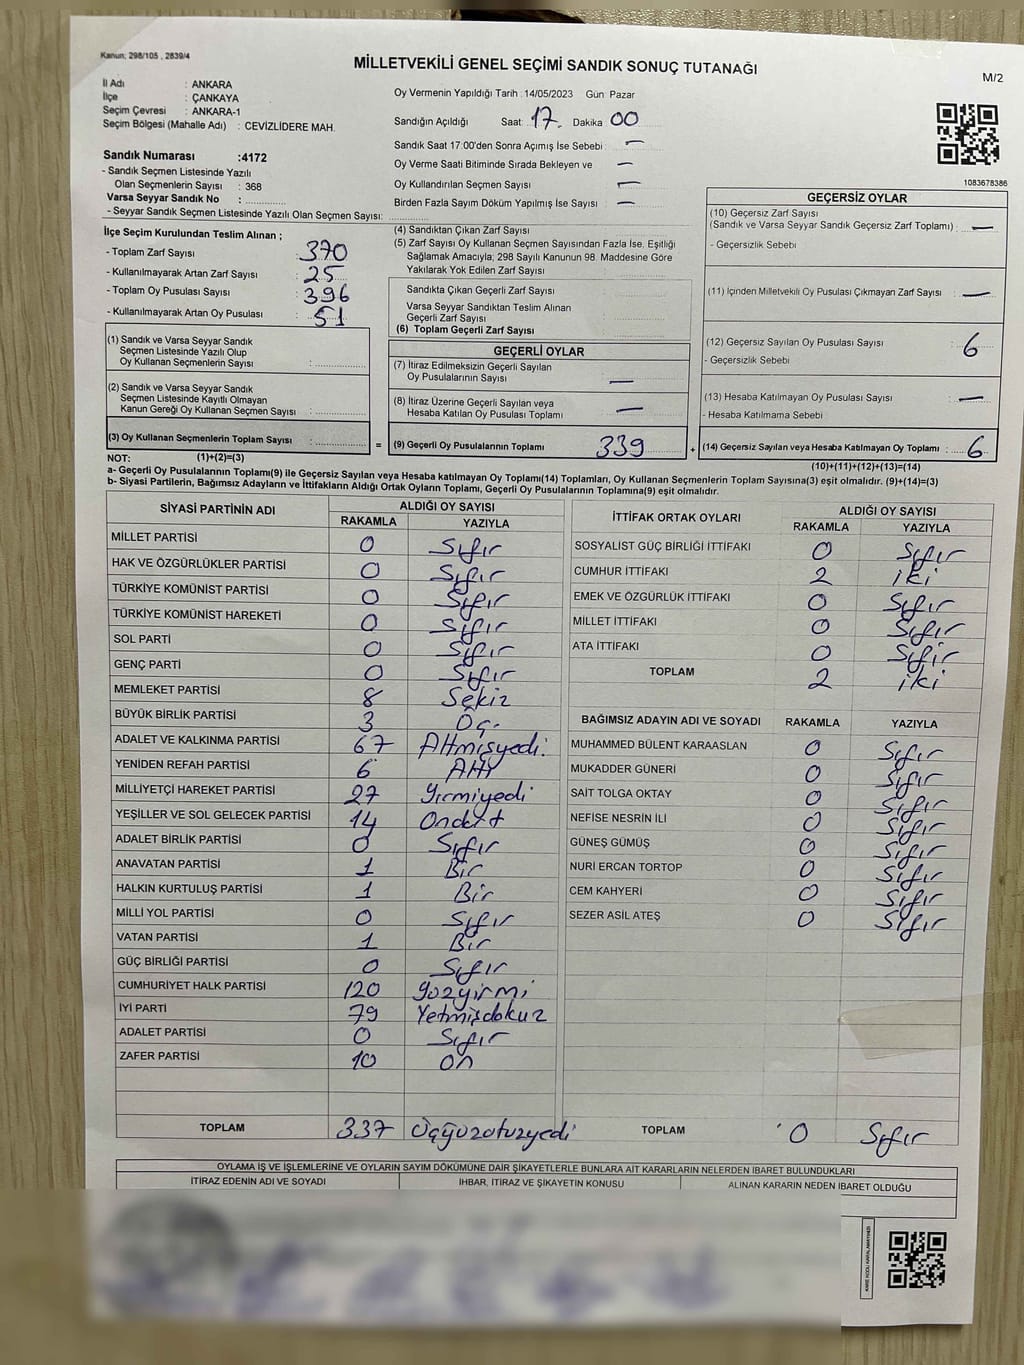 Kanun; 298/105 , 2839/4
MİLLETVEKİLİ GENEL SEÇİMİ SANDIK SONUÇ TUTANAĞI
M/2
İl Adı : ANKARA
İlçe : ÇANKAYA
Seçim Çevresi : ANKARA-1
Seçim Bölgesi (Mahalle Adı) : CEVİZLİDERE MAH.
Sandık Numarası :4172
- Sandık Seçmen Listesinde Yazılı
Olan Seçmenlerin Sayısı : 368
Varsa Seyyar Sandık No :
- Seyyar Sandık Seçmen Listesinde Yazılı Olan Seçmen Sayısı:
Oy Vermenin Yapıldığı Tarih : 14/05/2023 Gün Pazar
Sandığın Açıldığı Saat 17. Dakika 00
Sandık Saat 17:00'den Sonra Açımış İse Sebebi : —
Oy Verme Saati Bitiminde Sırada Bekleyen ve —
Oy Kullandırılan Seçmen Sayısı : —
Birden Fazla Sayım Döküm Yapılmış İse Sayısı : —
1083678386
İlçe Seçim Kurulundan Teslim Alınan ;
- Toplam Zarf Sayısı : 370
- Kullanılmayarak Artan Zarf Sayısı : 25
- Toplam Oy Pusulası Sayısı : 396
- Kullanılmayarak Artan Oy Pusulası : 51
(1) Sandık ve Varsa Seyyar Sandık
Seçmen Listesinde Yazılı Olup
Oy Kullanan Seçmenlerin Sayısı :
(2) Sandık ve Varsa Seyyar Sandık
Seçmen Listesinde Kayıtlı Olmayan
Kanun Gereği Oy Kullanan Seçmen Sayısı :
(3) Oy Kullanan Seçmenlerin Toplam Sayısı : =
(4) Sandıktan Çıkan Zarf Sayısı :
(5) Zarf Sayısı Oy Kullanan Seçmen Sayısından Fazla İse, Eşitliği
Sağlamak Amacıyla; 298 Sayılı Kanunun 98. Maddesine Göre
Yakılarak Yok Edilen Zarf Sayısı :
Sandıkta Çıkan Geçerli Zarf Sayısı :
Varsa Seyyar Sandıktan Teslim Alınan
Geçerli Zarf Sayısı :
(6) Toplam Geçerli Zarf Sayısı :
GEÇERLİ OYLAR
(7) İtiraz Edilmeksizin Geçerli Sayılan
Oy Pusulalarının Sayısı : —
(8) İtiraz Üzerine Geçerli Sayılan veya
Hesaba Katılan Oy Pusulası Toplamı : —
(9) Geçerli Oy Pusulalarının Toplamı : 339 +
GEÇERSİZ OYLAR
(10) Geçersiz Zarf Sayısı
(Sandık ve Varsa Seyyar Sandık Geçersiz Zarf Toplamı) : —
- Geçersizlik Sebebi
(11) İçinden Milletvekili Oy Pusulası Çıkmayan Zarf Sayısı : —
(12) Geçersiz Sayılan Oy Pusulası Sayısı : 6
- Geçersizlik Sebebi
(13) Hesaba Katılmayan Oy Pusulası Sayısı : —
- Hesaba Katılmama Sebebi
(14) Geçersiz Sayılan veya Hesaba Katılmayan Oy Toplamı : 6
NOT: (1)+(2)=(3)
(10)+(11)+(12)+(13)=(14)
a- Geçerli Oy Pusulalarının Toplamı(9) ile Geçersiz Sayılan veya Hesaba katılmayan Oy Toplamı(14) Toplamları, Oy Kullanan Seçmenlerin Toplam Sayısına(3) eşit olmalıdır. (9)+(14)=(3)
b- Siyasi Partilerin, Bağımsız Adayların ve İttifakların Aldığı Ortak Oyların Toplamı, Geçerli Oy Pusulalarının Toplamına(9) eşit olmalıdır.
SİYASİ PARTİNİN ADI ALDIĞI OY SAYISI
RAKAMLA YAZIYLA
MİLLET PARTİSİ 0 Sıfır
HAK VE ÖZGÜRLÜKLER PARTİSİ 0 Sıfır
TÜRKİYE KOMÜNİST PARTİSİ 0 Sıfır
TÜRKİYE KOMÜNİST HAREKETİ 0 Sıfır
SOL PARTİ 0 Sıfır
GENÇ PARTİ 0 Sıfır
MEMLEKET PARTİSİ 8 Sekiz
BÜYÜK BİRLİK PARTİSİ 3 Üç.
ADALET VE KALKINMA PARTİSİ 67 Altmışyedi.
YENİDEN REFAH PARTİSİ 6 Altı
MİLLİYETÇİ HAREKET PARTİSİ 27 Yirmiyedi
YEŞİLLER VE SOL GELECEK PARTİSİ 14 Ondört
ADALET BİRLİK PARTİSİ 0 Sıfır
ANAVATAN PARTİSİ 1 Bir
HALKIN KURTULUŞ PARTİSİ 1 Bir
MİLLİ YOL PARTİSİ 0 Sıfır
VATAN PARTİSİ 1 Bir
GÜÇ BİRLİĞİ PARTİSİ 0 Sıfır
CUMHURİYET HALK PARTİSİ 120 Yüzyirmi
İYİ PARTİ 79 Yetmişdokuz
ADALET PARTİSİ 0 Sıfır
ZAFER PARTİSİ 10 On
TOPLAM 337 Üçyüzotuzyedi
İTTİFAK ORTAK OYLARI ALDIĞI OY SAYISI
RAKAMLA YAZIYLA
SOSYALİST GÜÇ BİRLİĞİ İTTİFAKI 0 Sıfır
CUMHUR İTTİFAKI 2 iki
EMEK VE ÖZGÜRLÜK İTTİFAKI 0 Sıfır
MİLLET İTTİFAKI 0 Sıfır
ATA İTTİFAKI 0 Sıfır
TOPLAM 2 iki
BAĞIMSIZ ADAYIN ADI VE SOYADI RAKAMLA YAZIYLA
MUHAMMED BÜLENT KARAASLAN 0 Sıfır
MUKADDER GÜNERİ 0 Sıfır
SAİT TOLGA OKTAY 0 Sıfır
NEFİSE NESRİN İLİ 0 Sıfır
GÜNEŞ GÜMÜŞ 0 Sıfır
NURİ ERCAN TORTOP 0 Sıfır
CEM KAHYERİ 0 Sıfır
SEZER ASİL ATEŞ 0 Sıfır
TOPLAM 0 Sıfır
OYLAMA İŞ VE İŞLEMLERİNE VE OYLARIN SAYIM DÖKÜMÜNE DAİR ŞİKAYETLERLE BUNLARA AİT KARARLARIN NELERDEN İBARET BULUNDUKLARI
İTİRAZ EDENİN ADI VE SOYADI İHBAR, İTİRAZ VE ŞİKAYETİN KONUSU ALINAN KARARIN NEDEN İBARET OLDUĞU